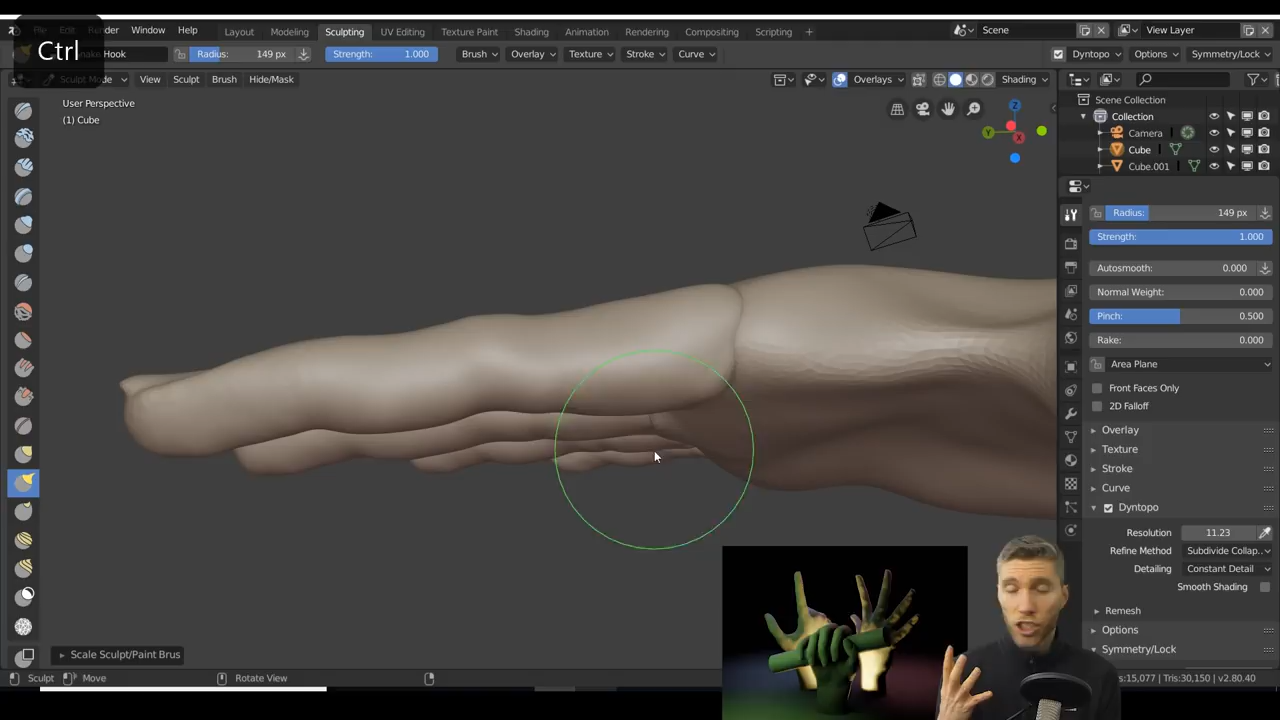 Ctrl
File Edit Render Window Help Layout Modeling Sculpting UV Editing Texture Paint Shading Animation Rendering Compositing Scripting + Scene View Layer
Hook Radius: 149 px Strength: 1.000 Brush Overlay Texture Stroke Curve Dyntopo Options Symmetry/Lock
Sculpt Mode View Sculpt Brush Hide/Mask Overlays Shading
User Perspective
(1) Cube
Z
Y
X
Scene Collection
Collection
Camera
Cube
Cube.001
Radius: 149 px
Strength: 1.000
Autosmooth: 0.000
Normal Weight: 0.000
Pinch: 0.500
Rake: 0.000
Area Plane
Front Faces Only
2D Falloff
Overlay
Texture
Stroke
Curve
Dyntopo
Resolution 11.23
Refine Method Subdivide Collap..
Detailing Constant Detail
Smooth Shading
Remesh
Options
Symmetry/Lock
Scale Sculpt/Paint Brus
Sculpt Move Rotate View s:15,077 | Tris:30,150 | v2.80.40